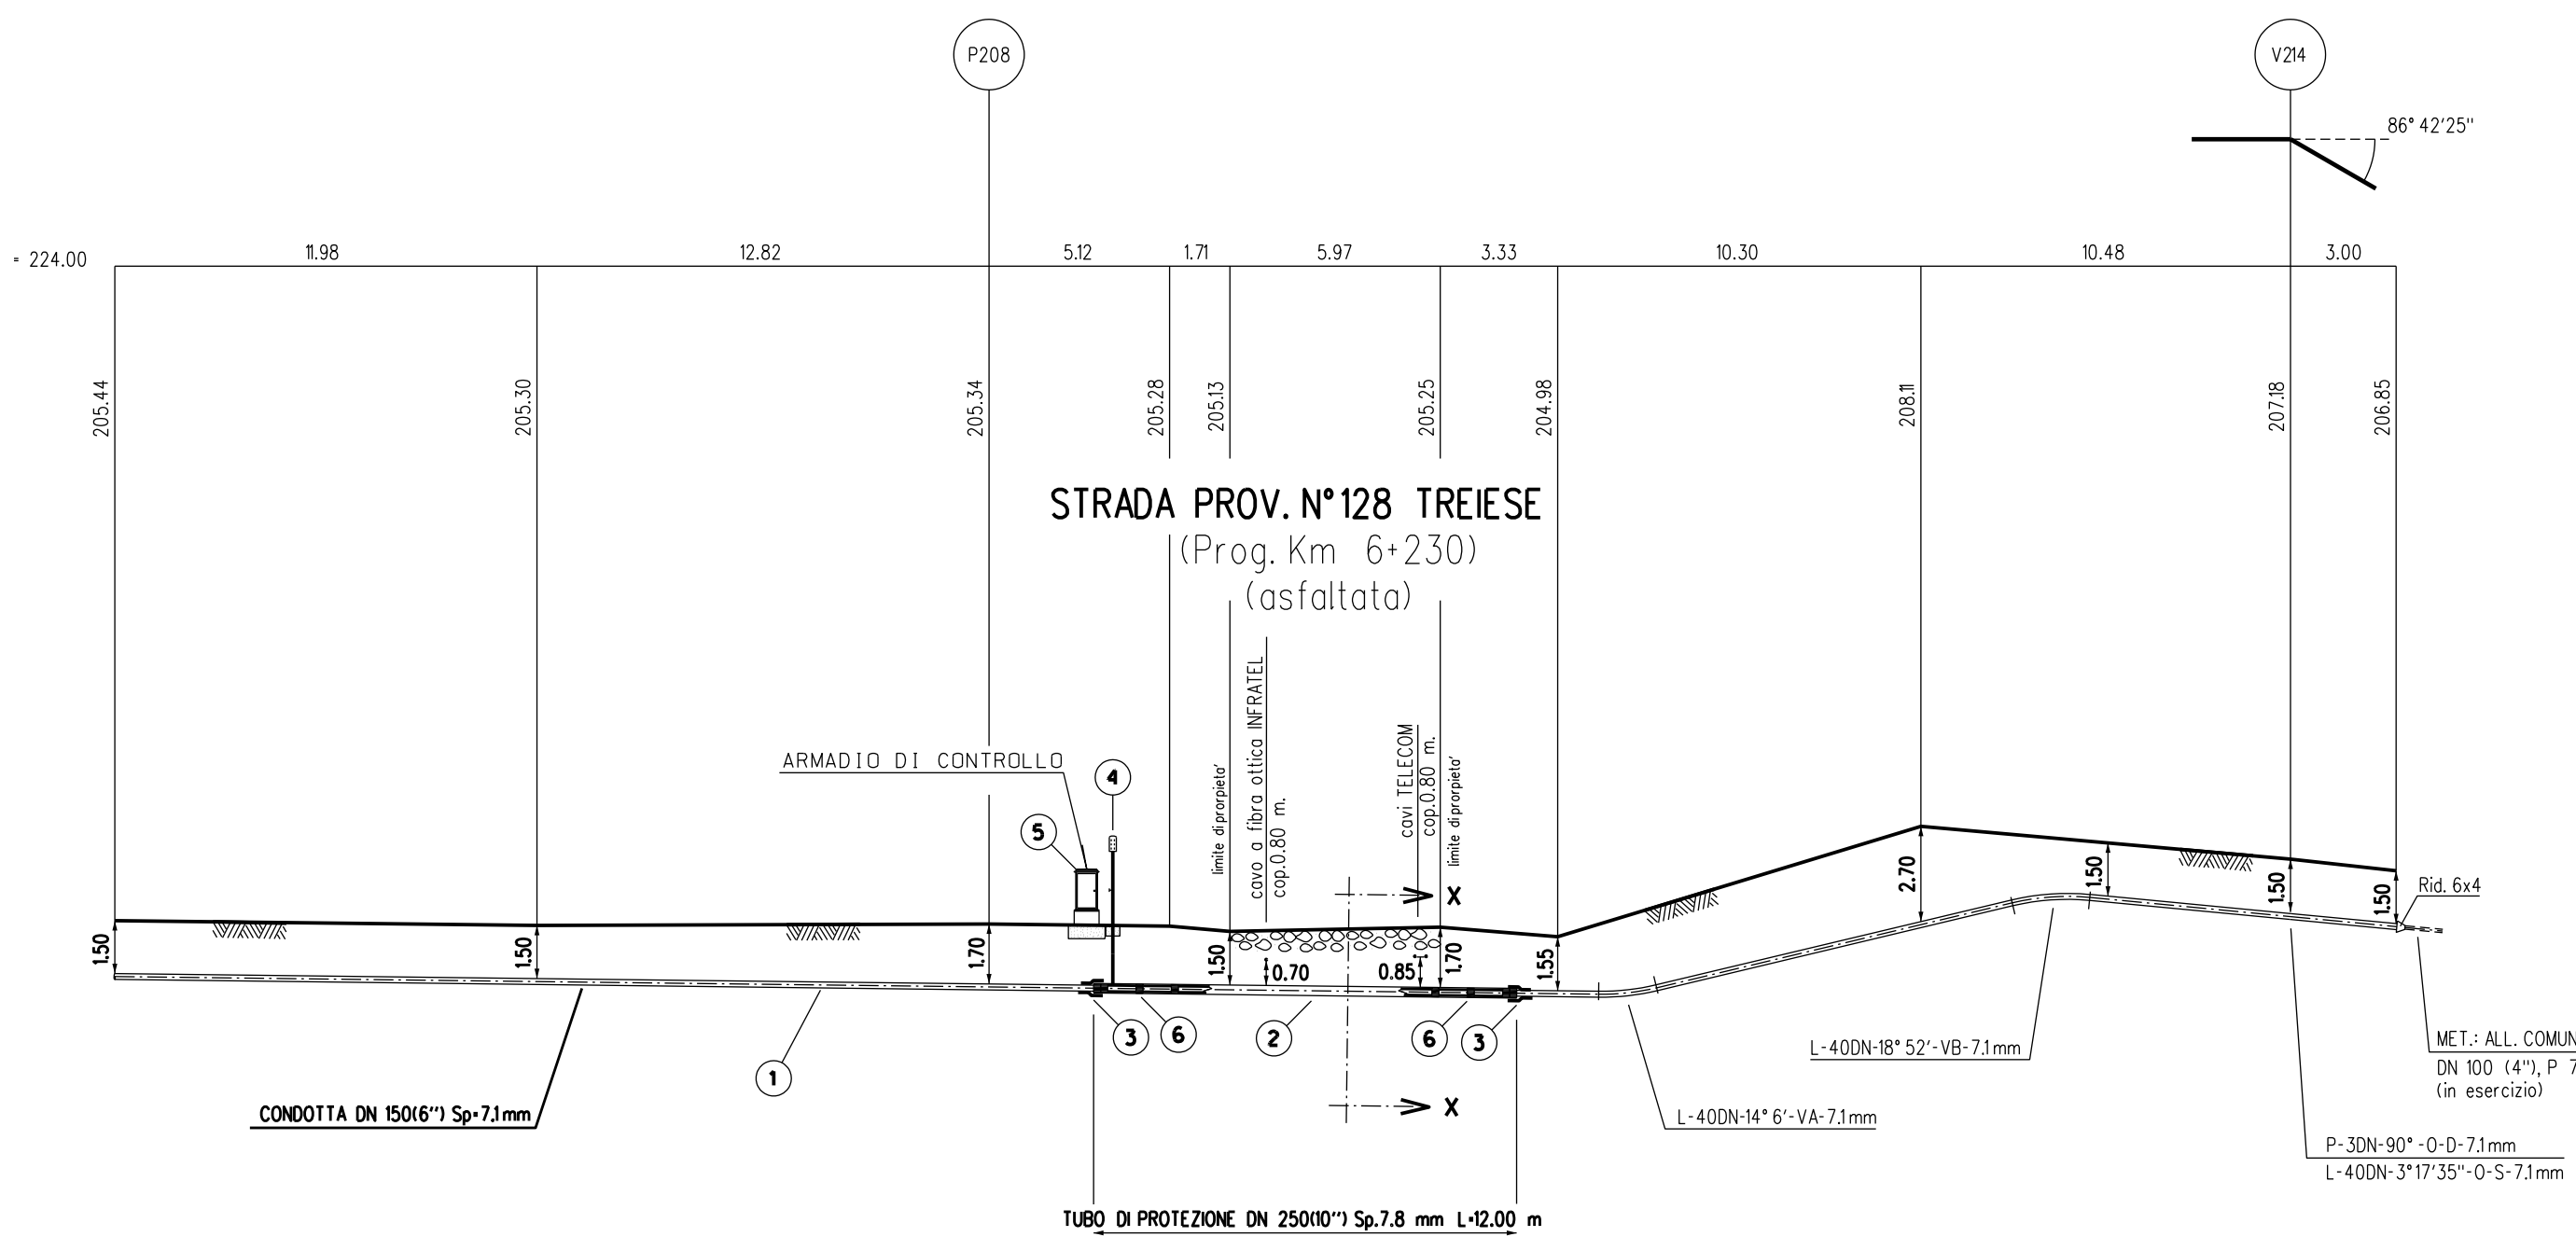 P208
V214
86° 42'25"
= 224.00
11.98
12.82
5.12
1.71
5.97
3.33
10.30
10.48
3.00
205.44
205.30
205.34
205.28
205.13
205.25
204.98
208.11
207.18
206.85
STRADA PROV. N°128 TREIESE
(Prog. Km 6+230)
(asfaltata)
ARMADIO DI CONTROLLO
4
5
limite di prorpieta'
cavo a fibra ottica INFRATEL
cop.0.80 m.
cavi TELECOM
cop.0.80 m.
limite di prorpieta'
X
1.50
1.50
1.70
1.50
0.70
0.85
1.70
1.55
2.70
1.50
1.50
1.50
Rid. 6x4
3
6
2
6
3
1
X
CONDOTTA DN 150(6'') Sp=7.1mm
L-40DN-14° 6'-VA-7.1mm
L-40DN-18° 52'-VB-7.1mm
MET.: ALL. COMUN
DN 100 (4"), P 7
(in esercizio)
P-3DN-90° -O-D-7.1mm
L-40DN-3°17'35"-O-S-7.1mm
TUBO DI PROTEZIONE DN 250(10'') Sp.7.8 mm L=12.00 m